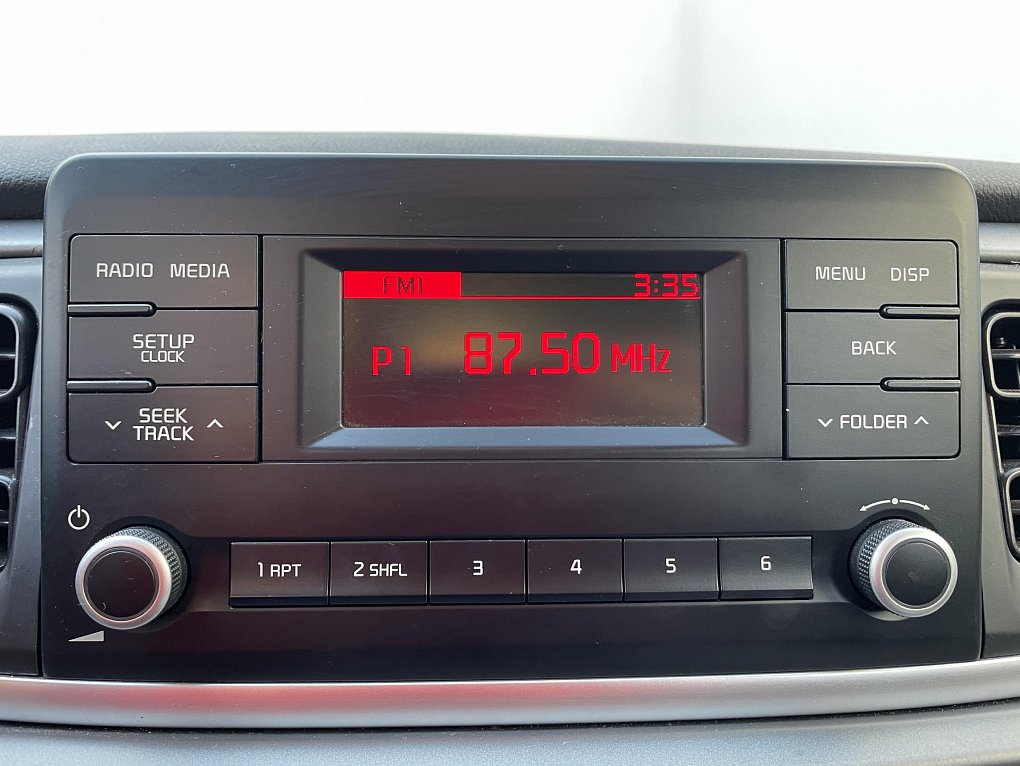 RADIO MEDIA
SETUP
CLOCK
SEEK
TRACK
FM1 3:35
P1 87.50 MHz
MENU DISP
BACK
FOLDER
1 RPT 2 SHFL 3 4 5 6